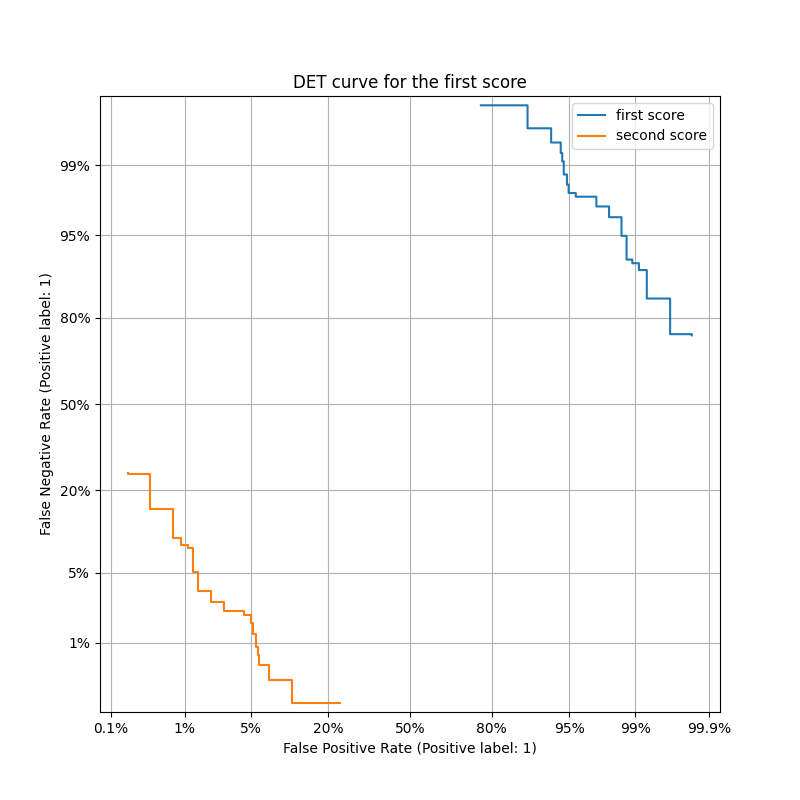 DET curve for the first score
first score
second score
99%
95%
80%
50%
20%
5%
1%
False Negative Rate (Positive label: 1)
0.1% 1% 5% 20% 50% 80% 95% 99% 99.9%
False Positive Rate (Positive label: 1)